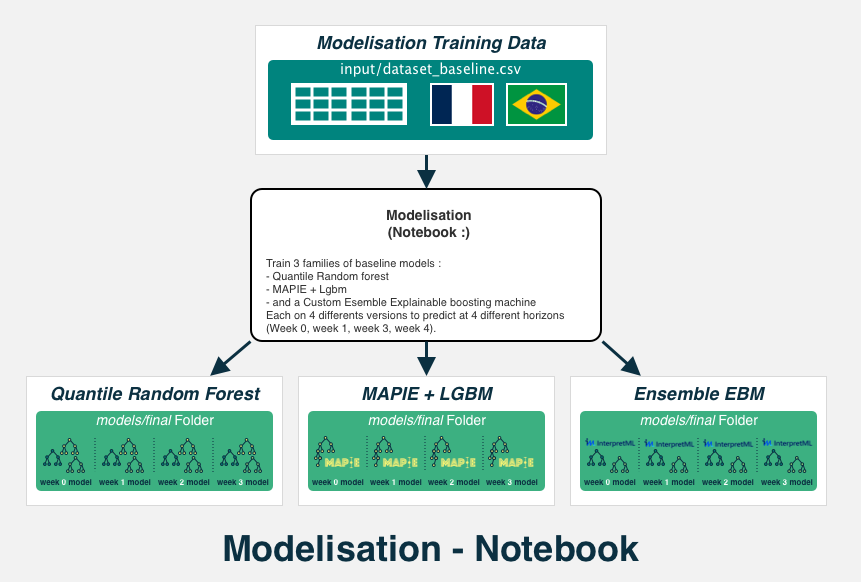 Modelisation Training Data
input/dataset_baseline.csv
Modelisation
(Notebook :)
Train 3 families of baseline models :
- Quantile Random forest
- MAPIE + Lgbm
- and a Custom Esemble Explainable boosting machine
Each on 4 differents versions to predict at 4 different horizons
(Week 0, week 1, week 3, week 4).
Quantile Random Forest
models/final Folder
week 0 model week 1 model week 2 model week 3 model
MAPIE + LGBM
models/final Folder
MAPIE MAPIE MAPIE MAPIE
week 0 model week 1 model week 2 model week 3 model
Ensemble EBM
models/final Folder
InterpretML InterpretML InterpretML InterpretML
week 0 model week 1 model week 2 model week 3 model
Modelisation - Notebook